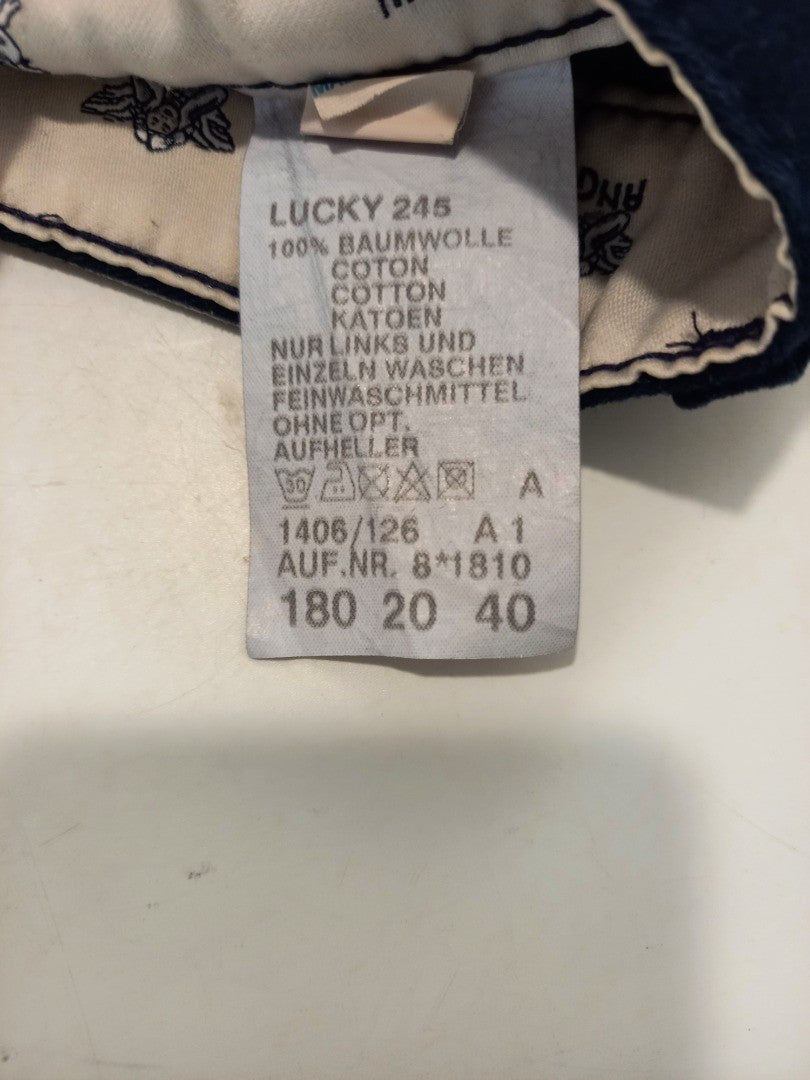 LUCKY 245
100% BAUMWOLLE
COTON
COTTON
KATOEN
NUR LINKS UND
EINZELN WASCHEN
FEINWASCHMITTEL
OHNE OPT.
AUFHELLER
30 A
1406/126 A 1
AUF.NR. 8*1810
180 20 40